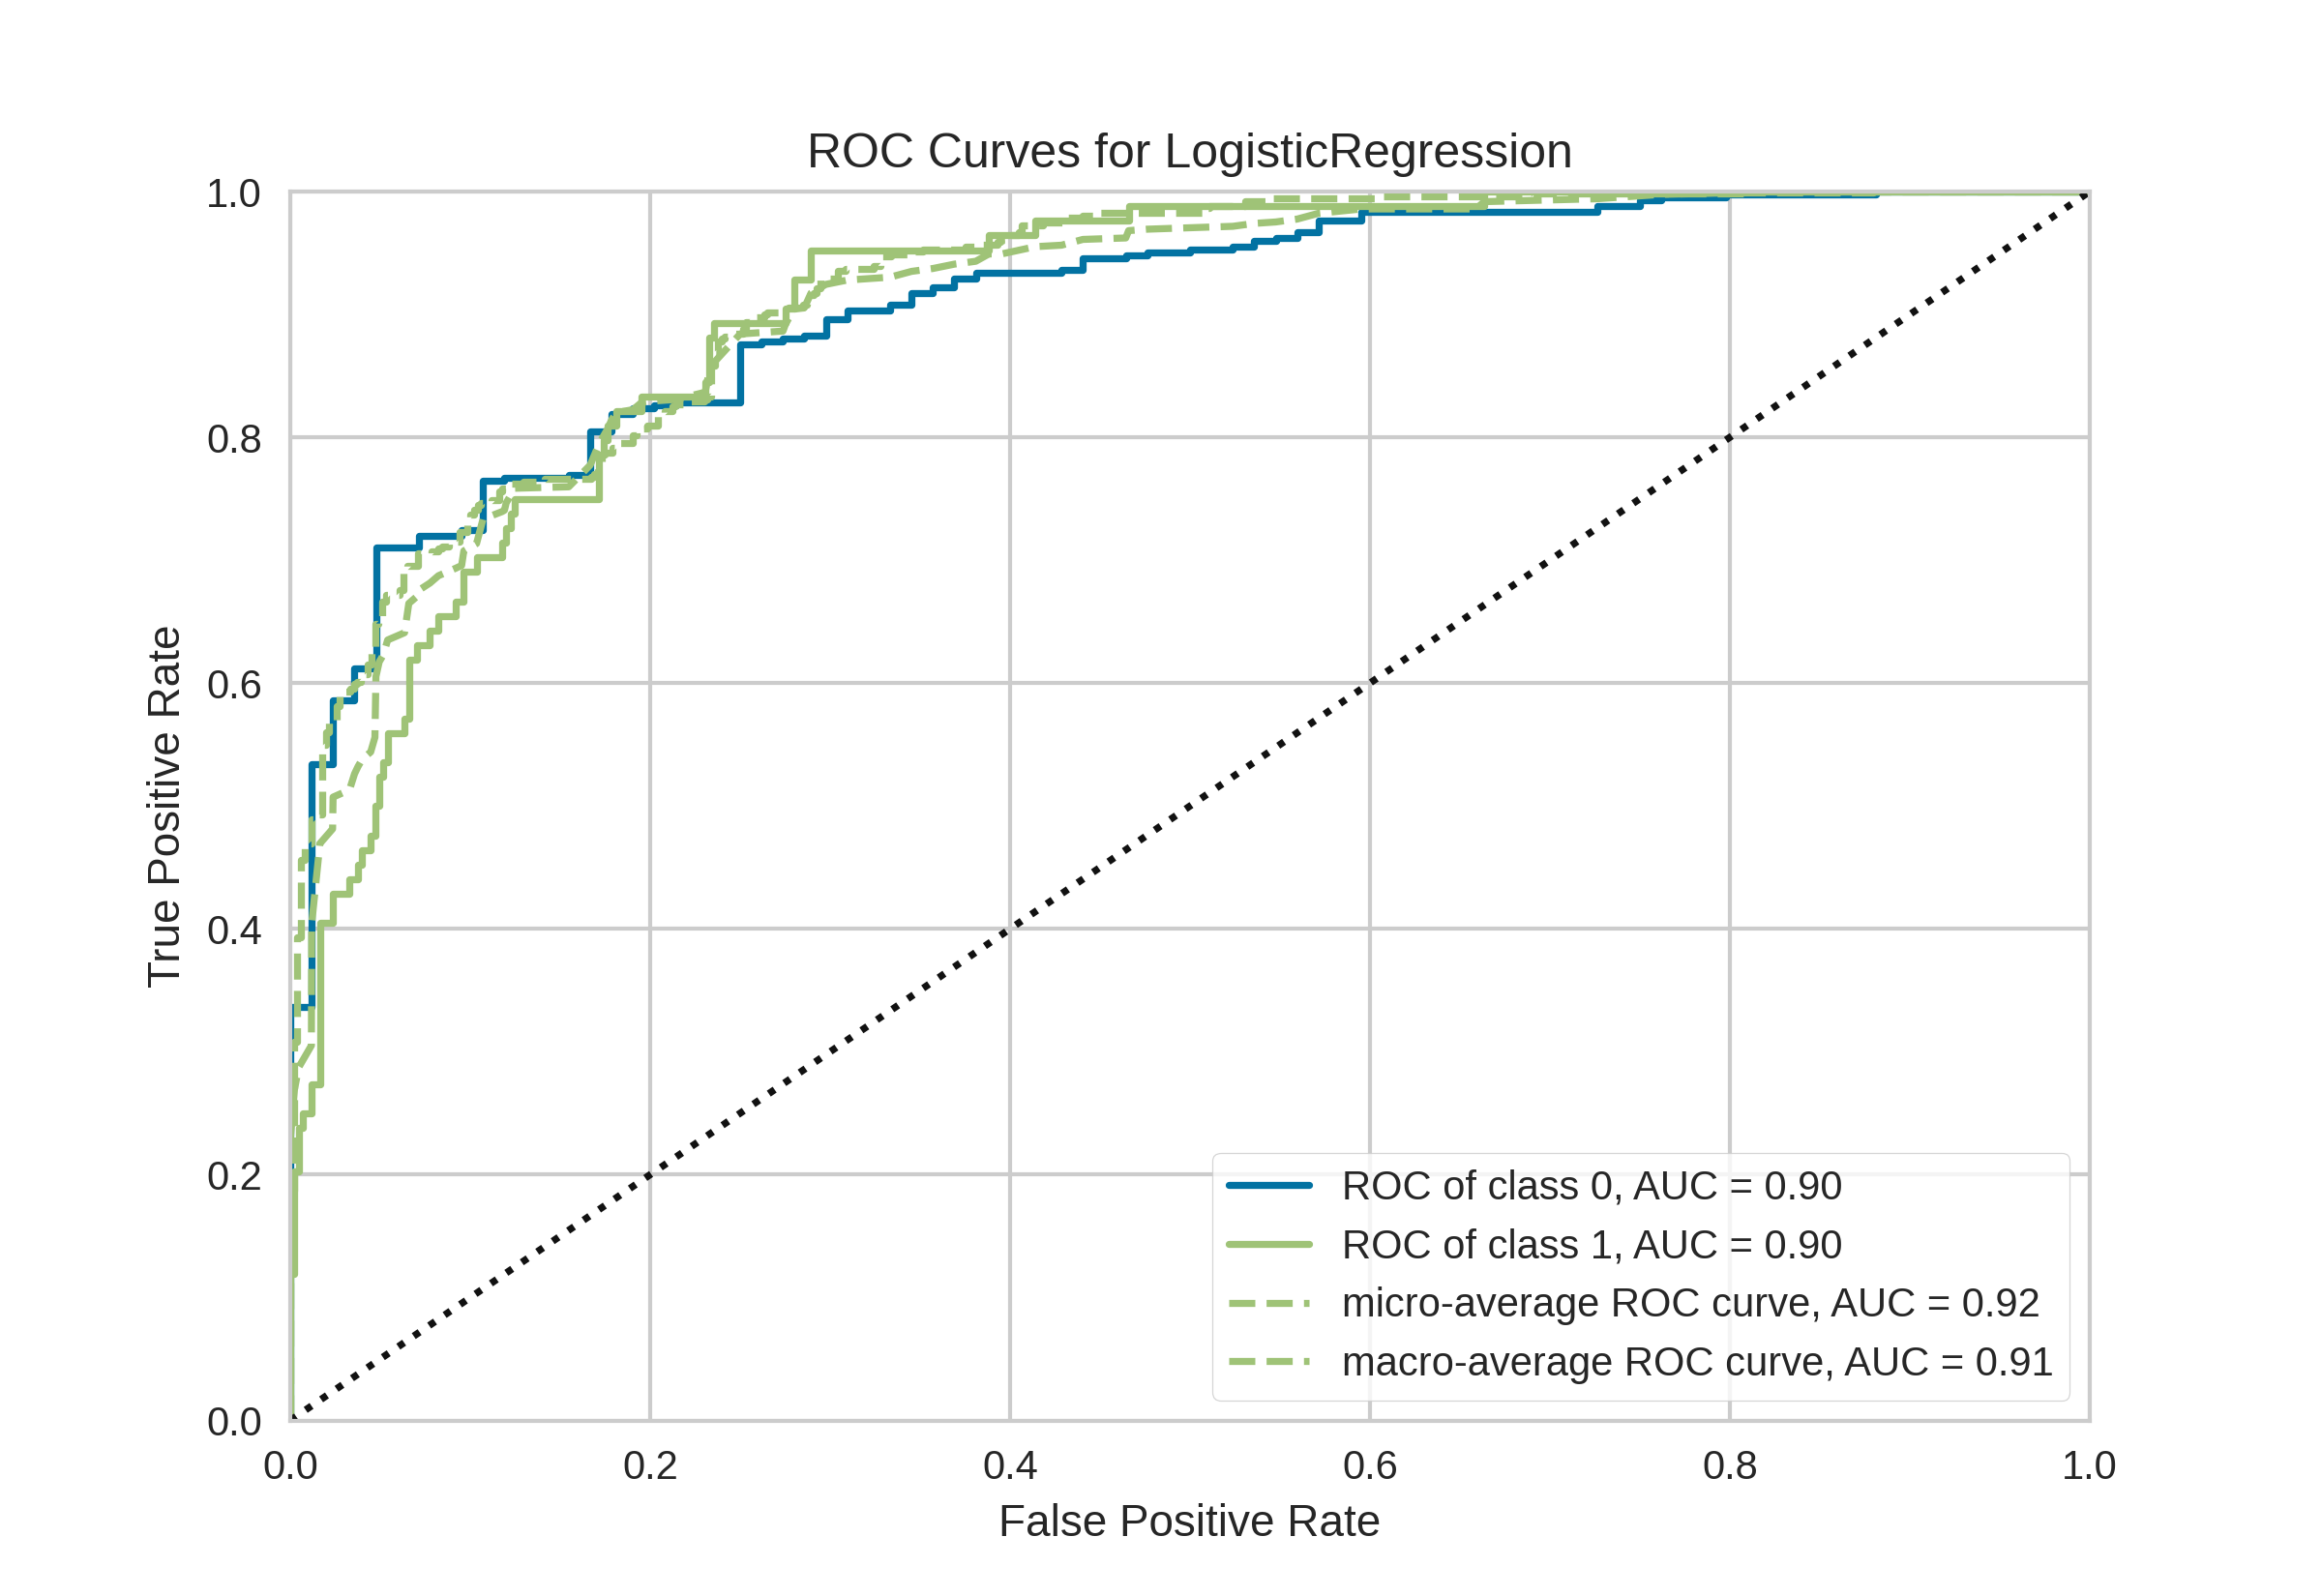 ROC Curves for LogisticRegression
1.0
0.8
0.6
0.4
0.2
0.0
True Positive Rate
ROC of class 0, AUC = 0.90
ROC of class 1, AUC = 0.90
micro-average ROC curve, AUC = 0.92
macro-average ROC curve, AUC = 0.91
0.0 0.2 0.4 0.6 0.8 1.0
False Positive Rate